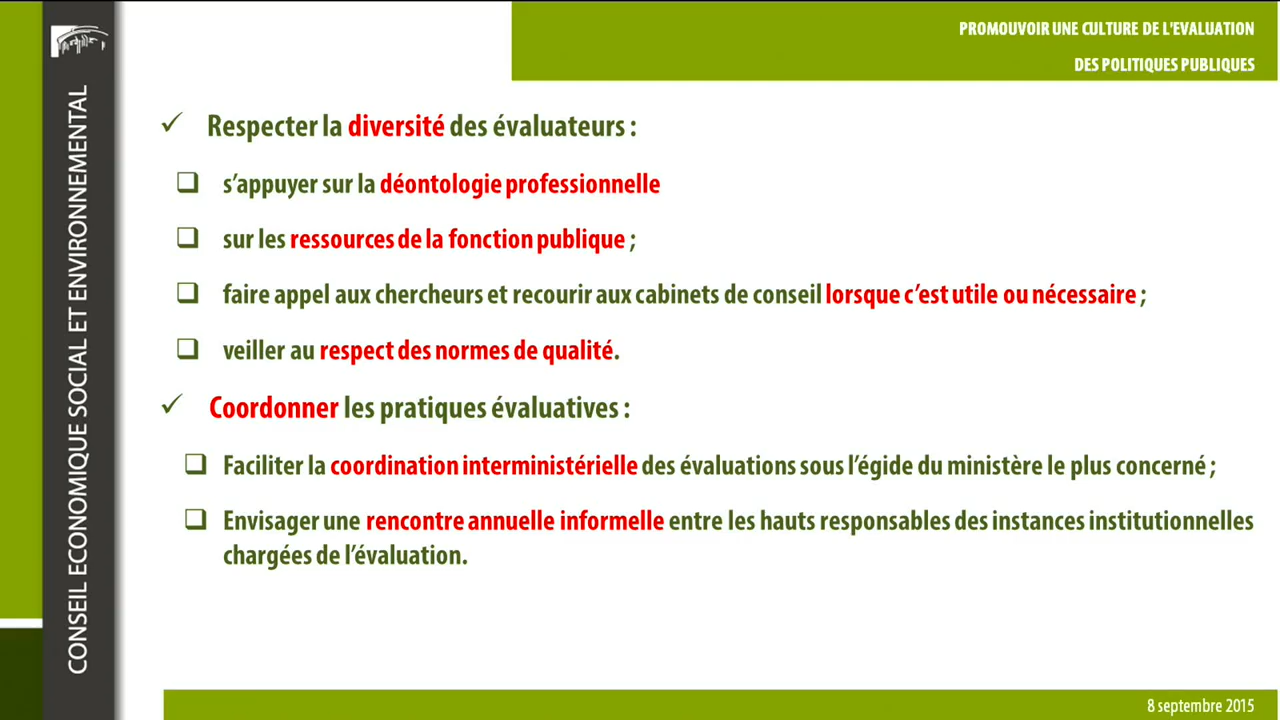 PROMOUVOIR UNE CULTURE DE L'EVALUATION
DES POLITIQUES PUBLIQUES
CONSEIL ECONOMIQUE SOCIAL ET ENVIRONNEMENTAL
Respecter la diversité des évaluateurs :
s’appuyer sur la déontologie professionnelle
sur les ressources de la fonction publique ;
faire appel aux chercheurs et recourir aux cabinets de conseil lorsque c’est utile ou nécessaire ;
veiller au respect des normes de qualité.
Coordonner les pratiques évaluatives :
Faciliter la coordination interministérielle des évaluations sous l’égide du ministère le plus concerné ;
Envisager une rencontre annuelle informelle entre les hauts responsables des instances institutionnelles
chargées de l’évaluation.
8 septembre 2015